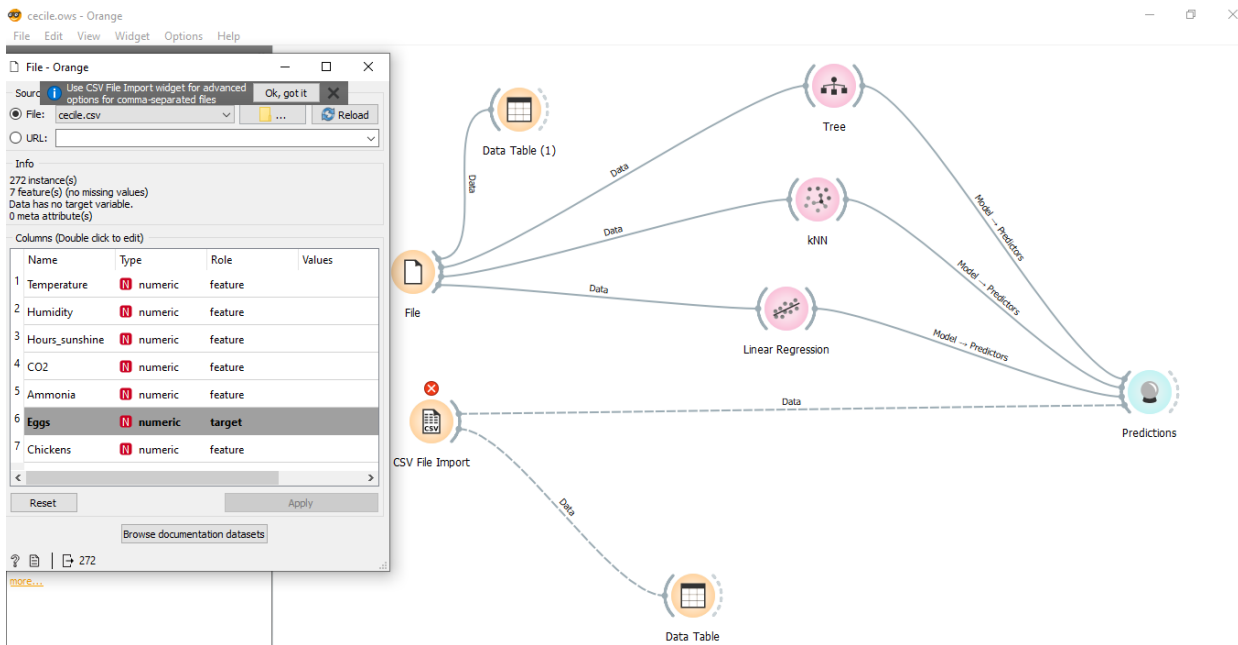 cecile.ows - Orange
File Edit View Widget Options Help
File - Orange
Sourc
Use CSV File Import widget for advanced
options for comma-separated files
Ok, got it
File: cecile.csv
...
Reload
URL:
Info
272 instance(s)
7 feature(s) (no missing values)
Data has no target variable.
0 meta attribute(s)
Columns (Double click to edit)
Name Type Role Values
1 Temperature N numeric feature
2 Humidity N numeric feature
3 Hours_sunshine N numeric feature
4 CO2 N numeric feature
5 Ammonia N numeric feature
6 Eggs N numeric target
7 Chickens N numeric feature
Reset Apply
Browse documentation datasets
? 272
more...
Data Table (1)
Data
Tree
Data
kNN
Data
File
Data
Linear Regression
Model → Predictors
Model → Predictors
Model → Predictors
CSV
CSV File Import
Data
Predictions
Data
Data Table